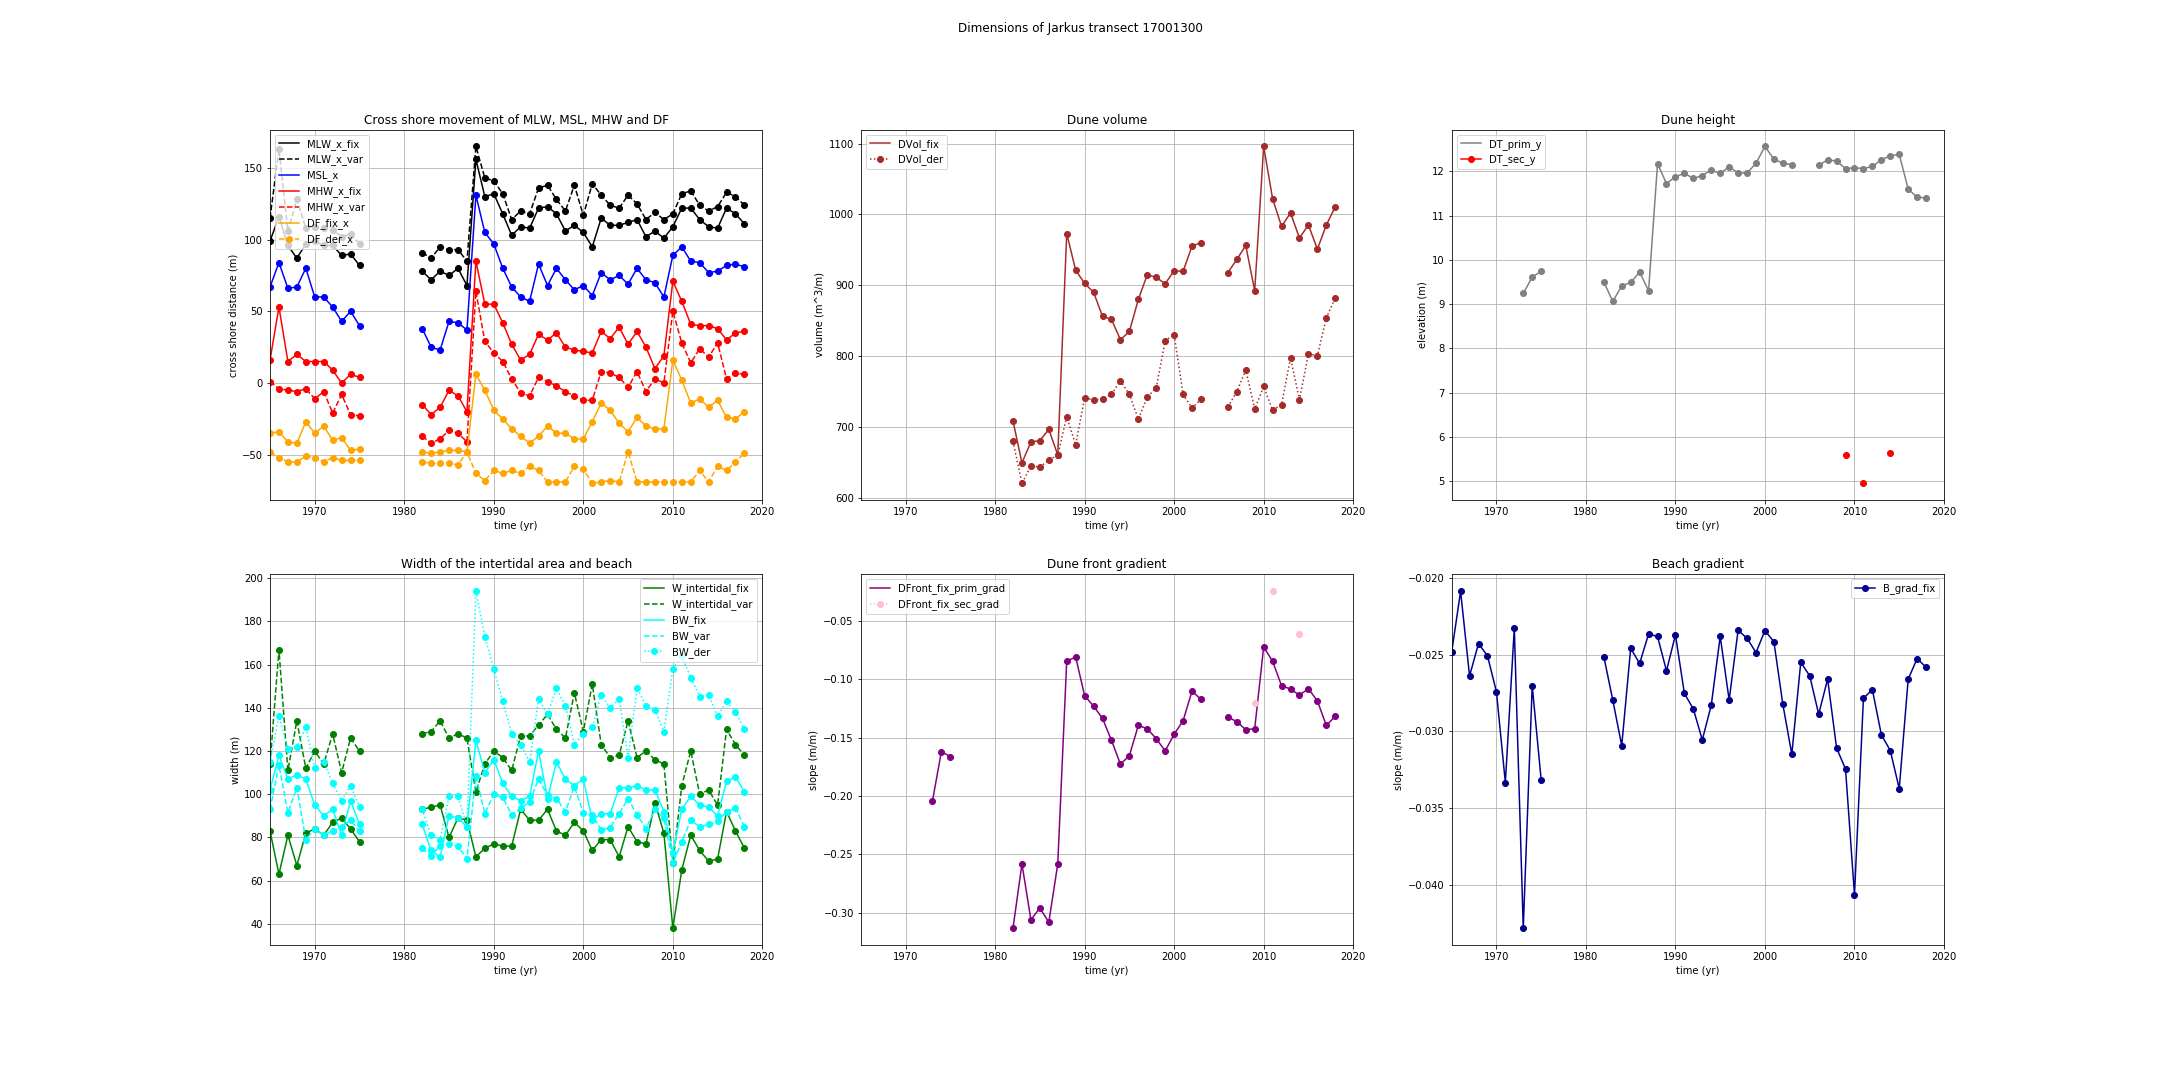 Dimensions of Jarkus transect 17001300
Cross shore movement of MLW, MSL, MHW and DF
MLW_x_fix
MLW_x_var
MSL_x
MHW_x_fix
MHW_x_var
DF_fix_x
DF_der_x
cross shore distance (m)
150
100
50
0
−50
1970 1980 1990 2000 2010 2020
time (yr)
Dune volume
DVol_fix
DVol_der
volume (m^3/m)
1100
1000
900
800
700
600
1970 1980 1990 2000 2010 2020
time (yr)
Dune height
DT_prim_y
DT_sec_y
elevation (m)
12
11
10
9
8
7
6
5
1970 1980 1990 2000 2010 2020
time (yr)
Width of the intertidal area and beach
W_intertidal_fix
W_intertidal_var
BW_fix
BW_var
BW_der
width (m)
200
180
160
140
120
100
80
60
40
1970 1980 1990 2000 2010 2020
time (yr)
Dune front gradient
DFront_fix_prim_grad
DFront_fix_sec_grad
slope (m/m)
−0.05
−0.10
−0.15
−0.20
−0.25
−0.30
1970 1980 1990 2000 2010 2020
time (yr)
Beach gradient
B_grad_fix
slope (m/m)
−0.020
−0.025
−0.030
−0.035
−0.040
1970 1980 1990 2000 2010 2020
time (yr)